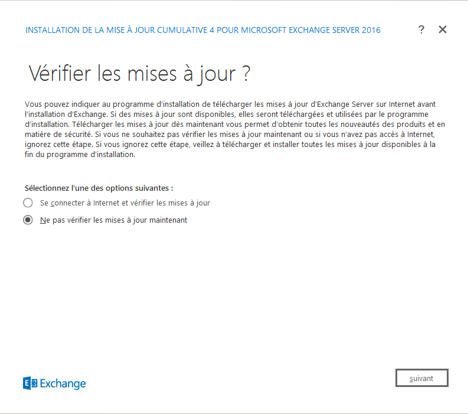 INSTALLATION DE LA MISE À JOUR CUMULATIVE 4 POUR MICROSOFT EXCHANGE SERVER 2016 ? ×
Vérifier les mises à jour ?
Vous pouvez indiquer au programme d'installation de télécharger les mises à jour d'Exchange Server sur Internet avant
l'installation d'Exchange. Si des mises à jour sont disponibles, elles seront téléchargées et utilisées par le programme
d'installation. Télécharger les mises à jour dès maintenant vous permet d'obtenir toutes les nouveautés des produits et en
matière de sécurité. Si vous ne souhaitez pas vérifier les mises à jour maintenant ou si vous n'avez pas accès à Internet,
ignorez cette étape. Si vous ignorez cette étape, veillez à télécharger et installer toutes les mises à jour disponibles à la
fin du programme d'installation.
Sélectionnez l'une des options suivantes :
Se connecter à Internet et vérifier les mises à jour
Ne pas vérifier les mises à jour maintenant
Exchange
suivant